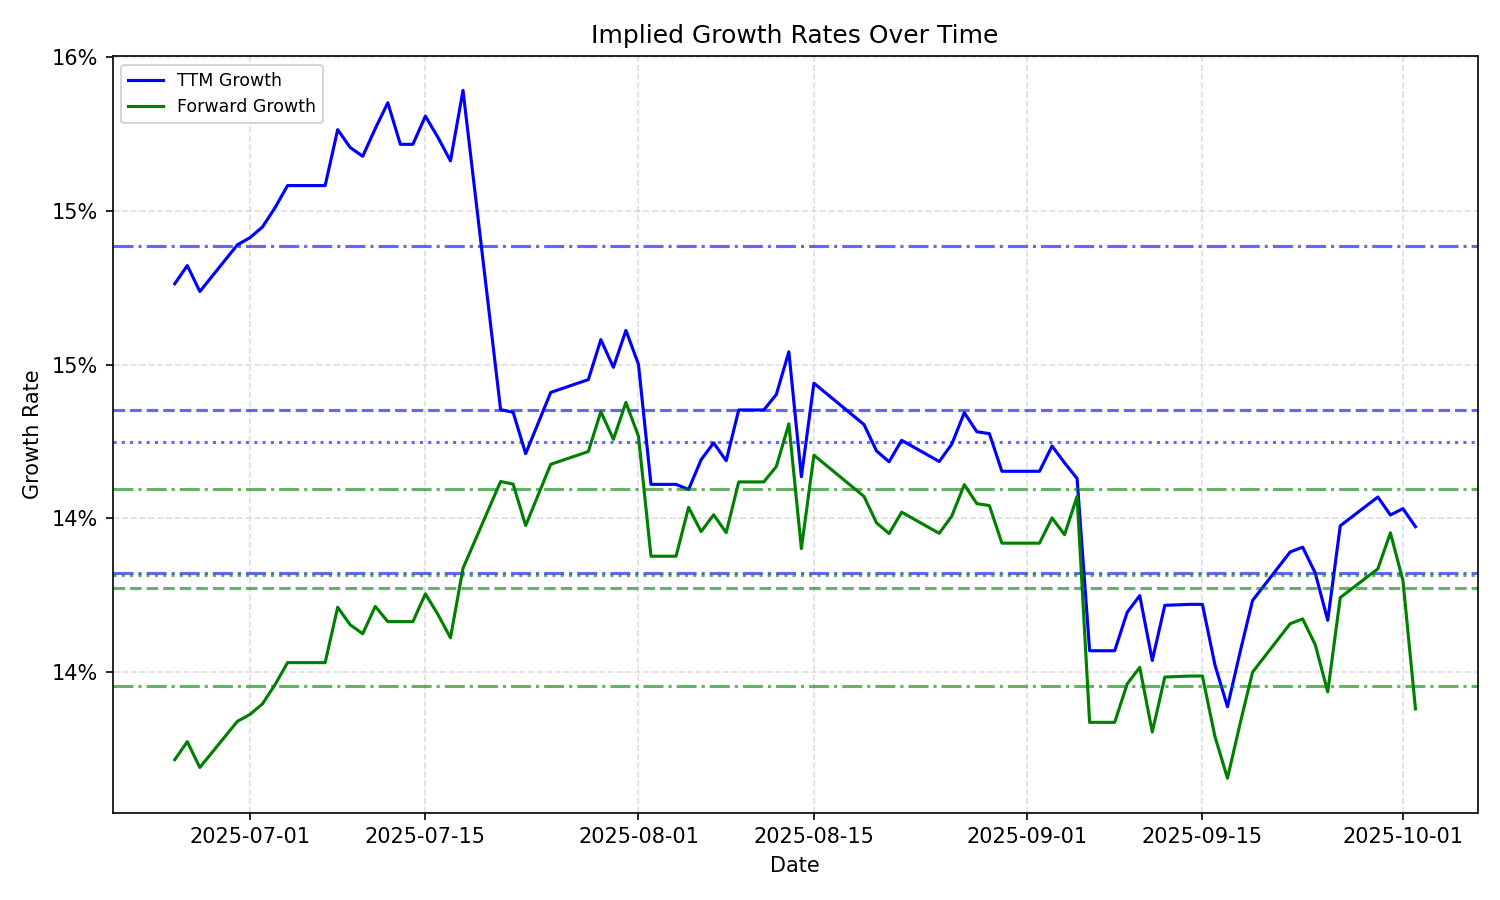 Implied Growth Rates Over Time
16%
15%
15%
14%
14%
Growth Rate
TTM Growth
Forward Growth
2025-07-01
2025-07-15
2025-08-01
2025-08-15
2025-09-01
2025-09-15
2025-10-01
Date